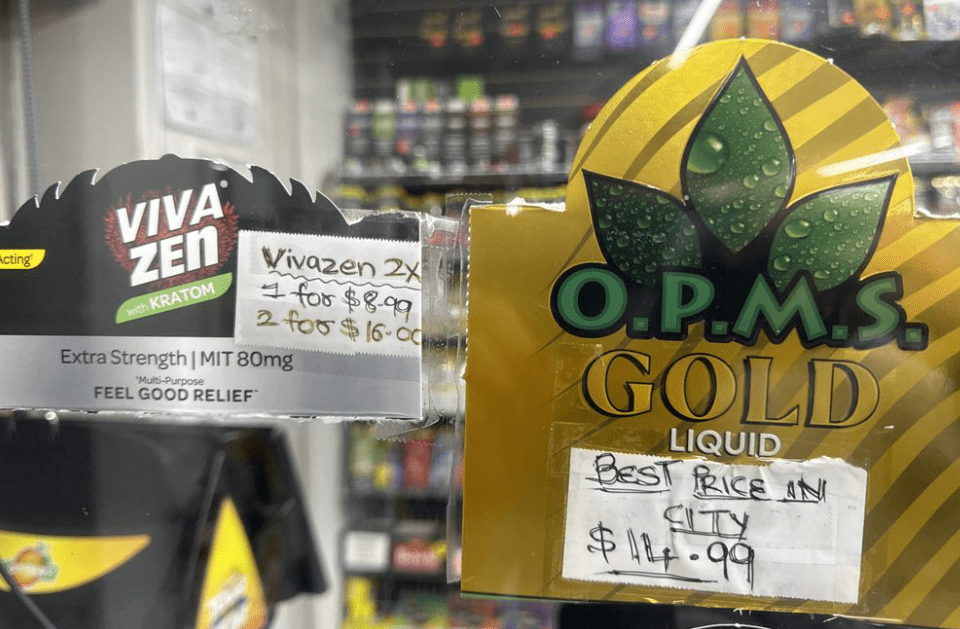 Acting
VIVA
ZEN
with KRATOM
Vivazen 2X
1 for $8.99
2 for $16.00
Extra Strength | MIT 80mg
Multi-Purpose
FEEL GOOD RELIEF™
O.P.M.S.
GOLD
LIQUID
BEST PRICE IN
CITY
$14.99